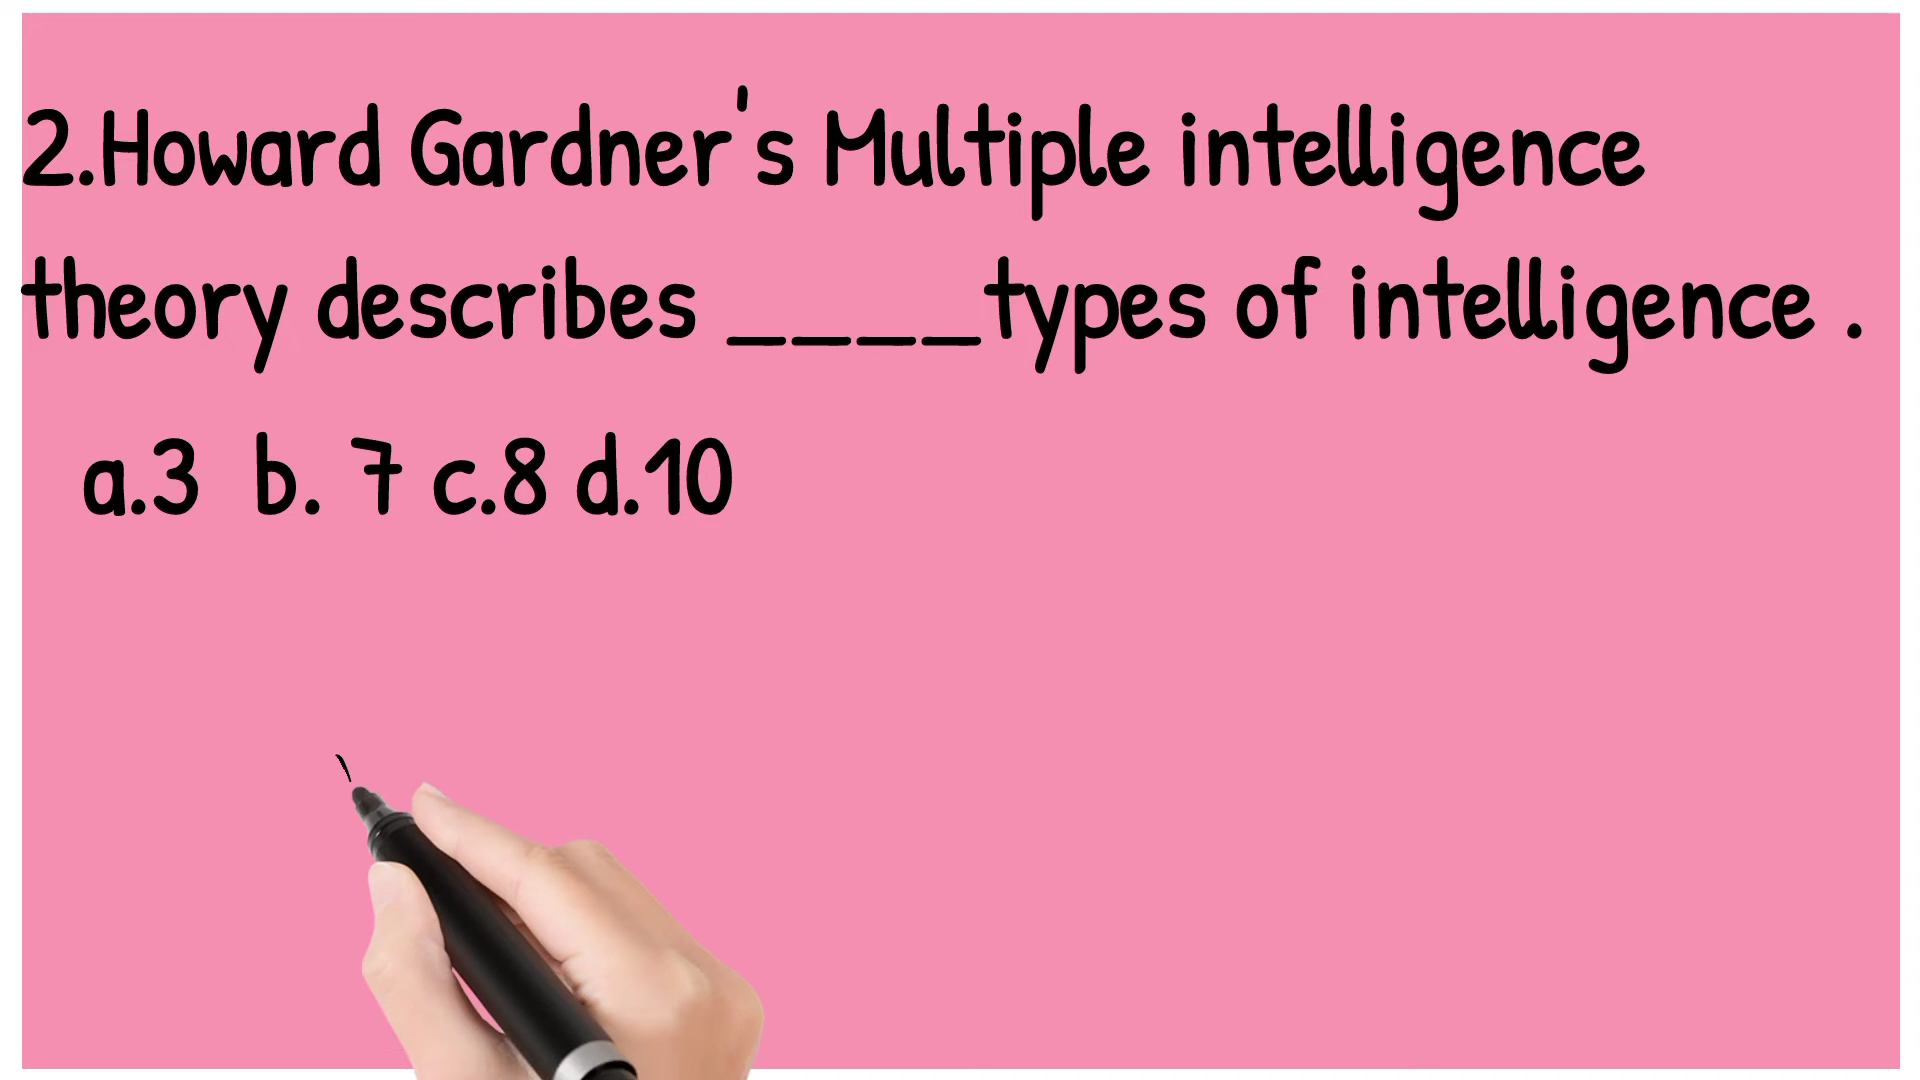 2.Howard Gardner's Multiple intelligence
theory describes ____types of intelligence .
a.3 b. 7 c.8 d.10